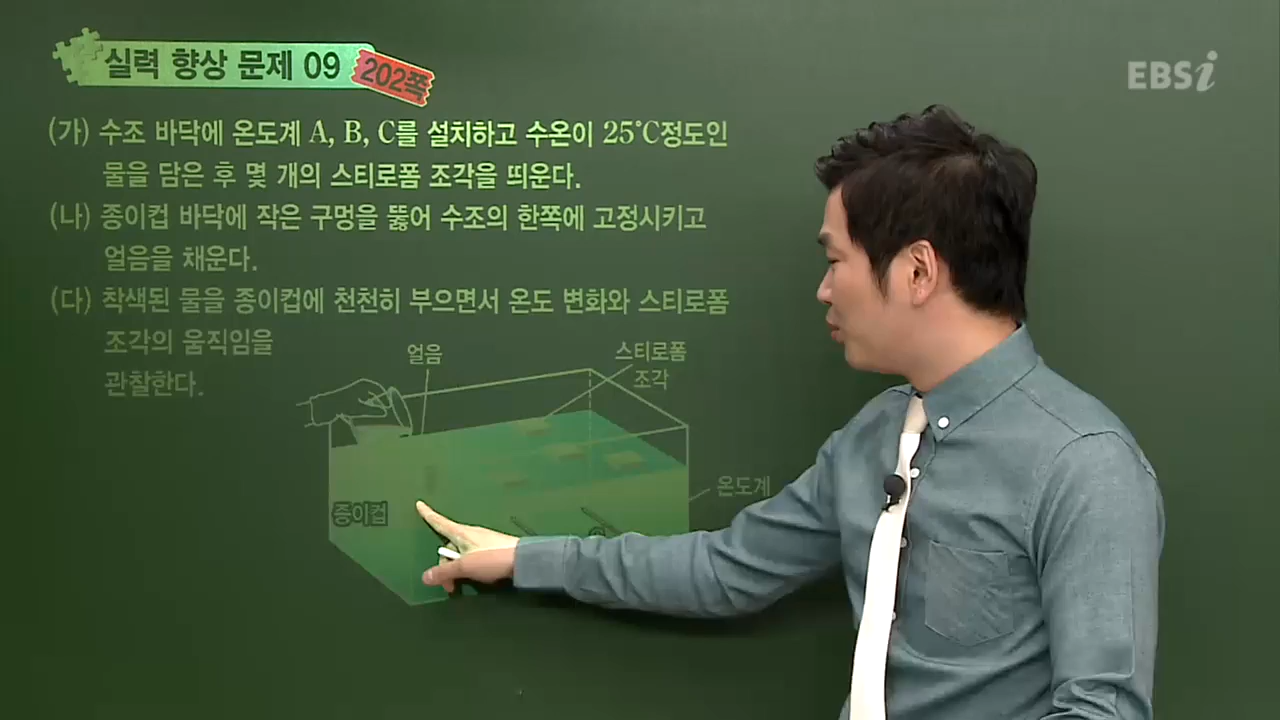 실력 향상 문제 09
202쪽
EBSi
(가) 수조 바닥에 온도계 A, B, C를 설치하고 수온이 25℃정도인
물을 담은 후 몇 개의 스티로폼 조각을 띄운다.
(나) 종이컵 바닥에 작은 구멍을 뚫어 수조의 한쪽에 고정시키고
얼음을 채운다.
(다) 착색된 물을 종이컵에 천천히 부으면서 온도 변화와 스티로폼
조각의 움직임을
관찰한다.
얼음
스티로폼
조각
온도계
종이컵